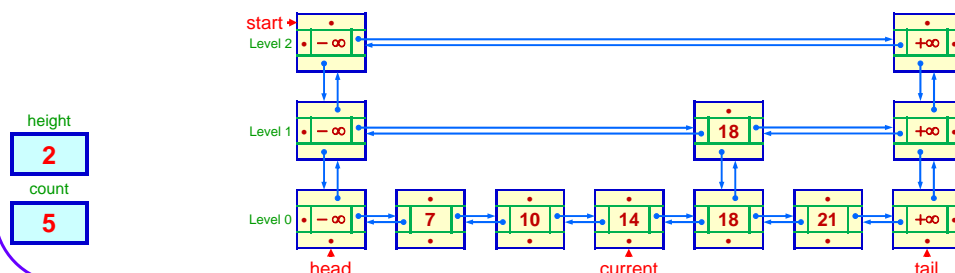 start
Level 2
− ∞
+∞
height
2
Level 1
− ∞
18
+∞
count
5
Level 0
− ∞
7
10
14
18
21
+∞
head
current
tail